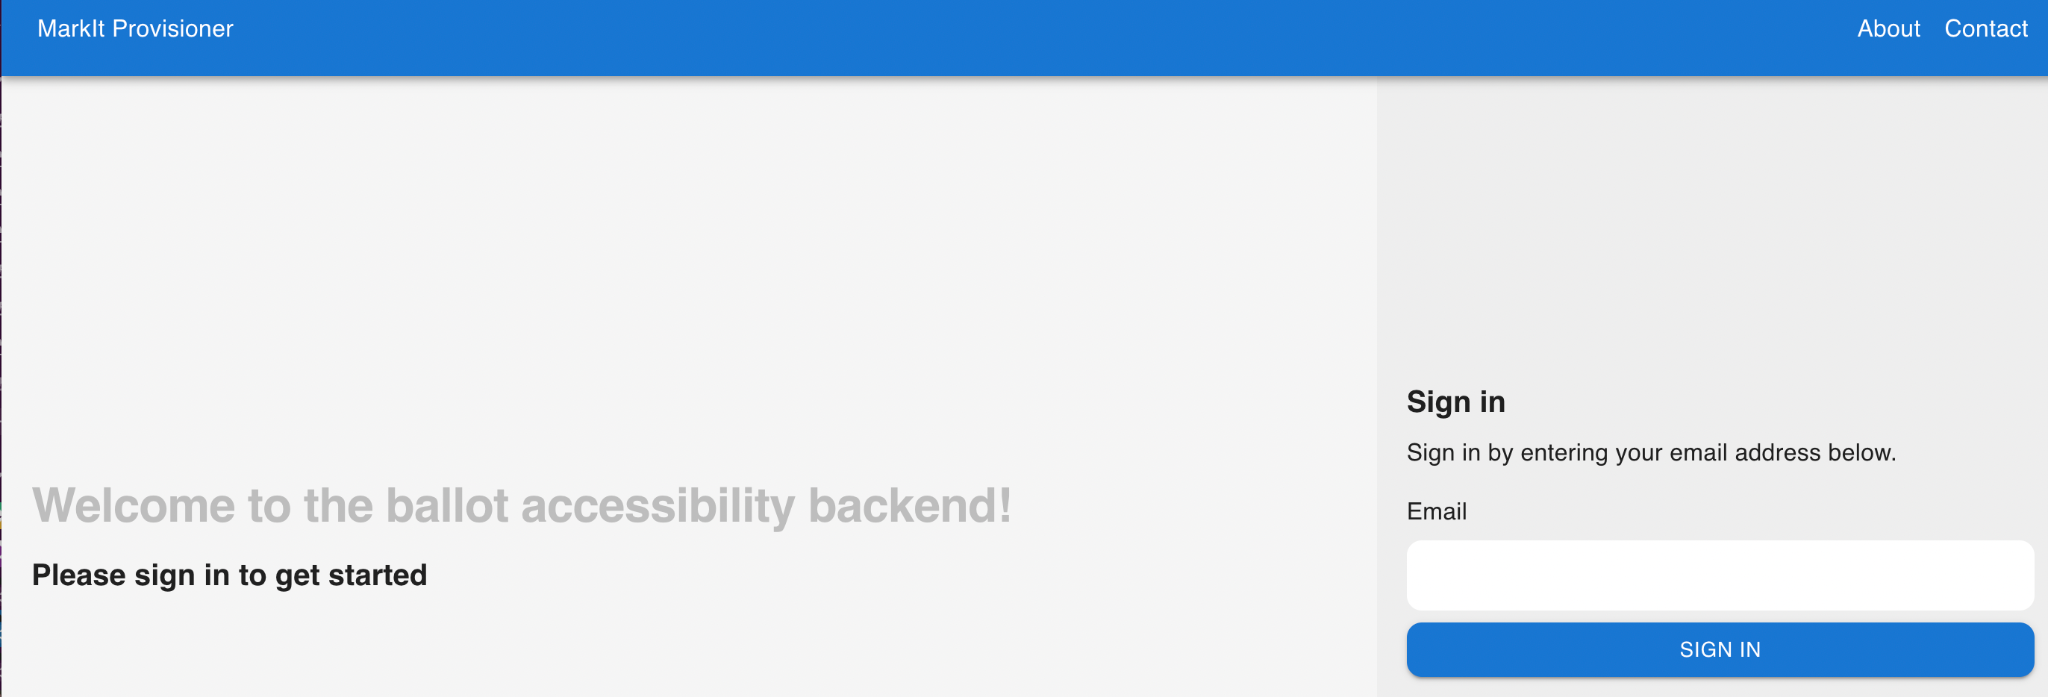 MarkIt Provisioner
About Contact
Welcome to the ballot accessibility backend!
Please sign in to get started
Sign in
Sign in by entering your email address below.
Email
SIGN IN